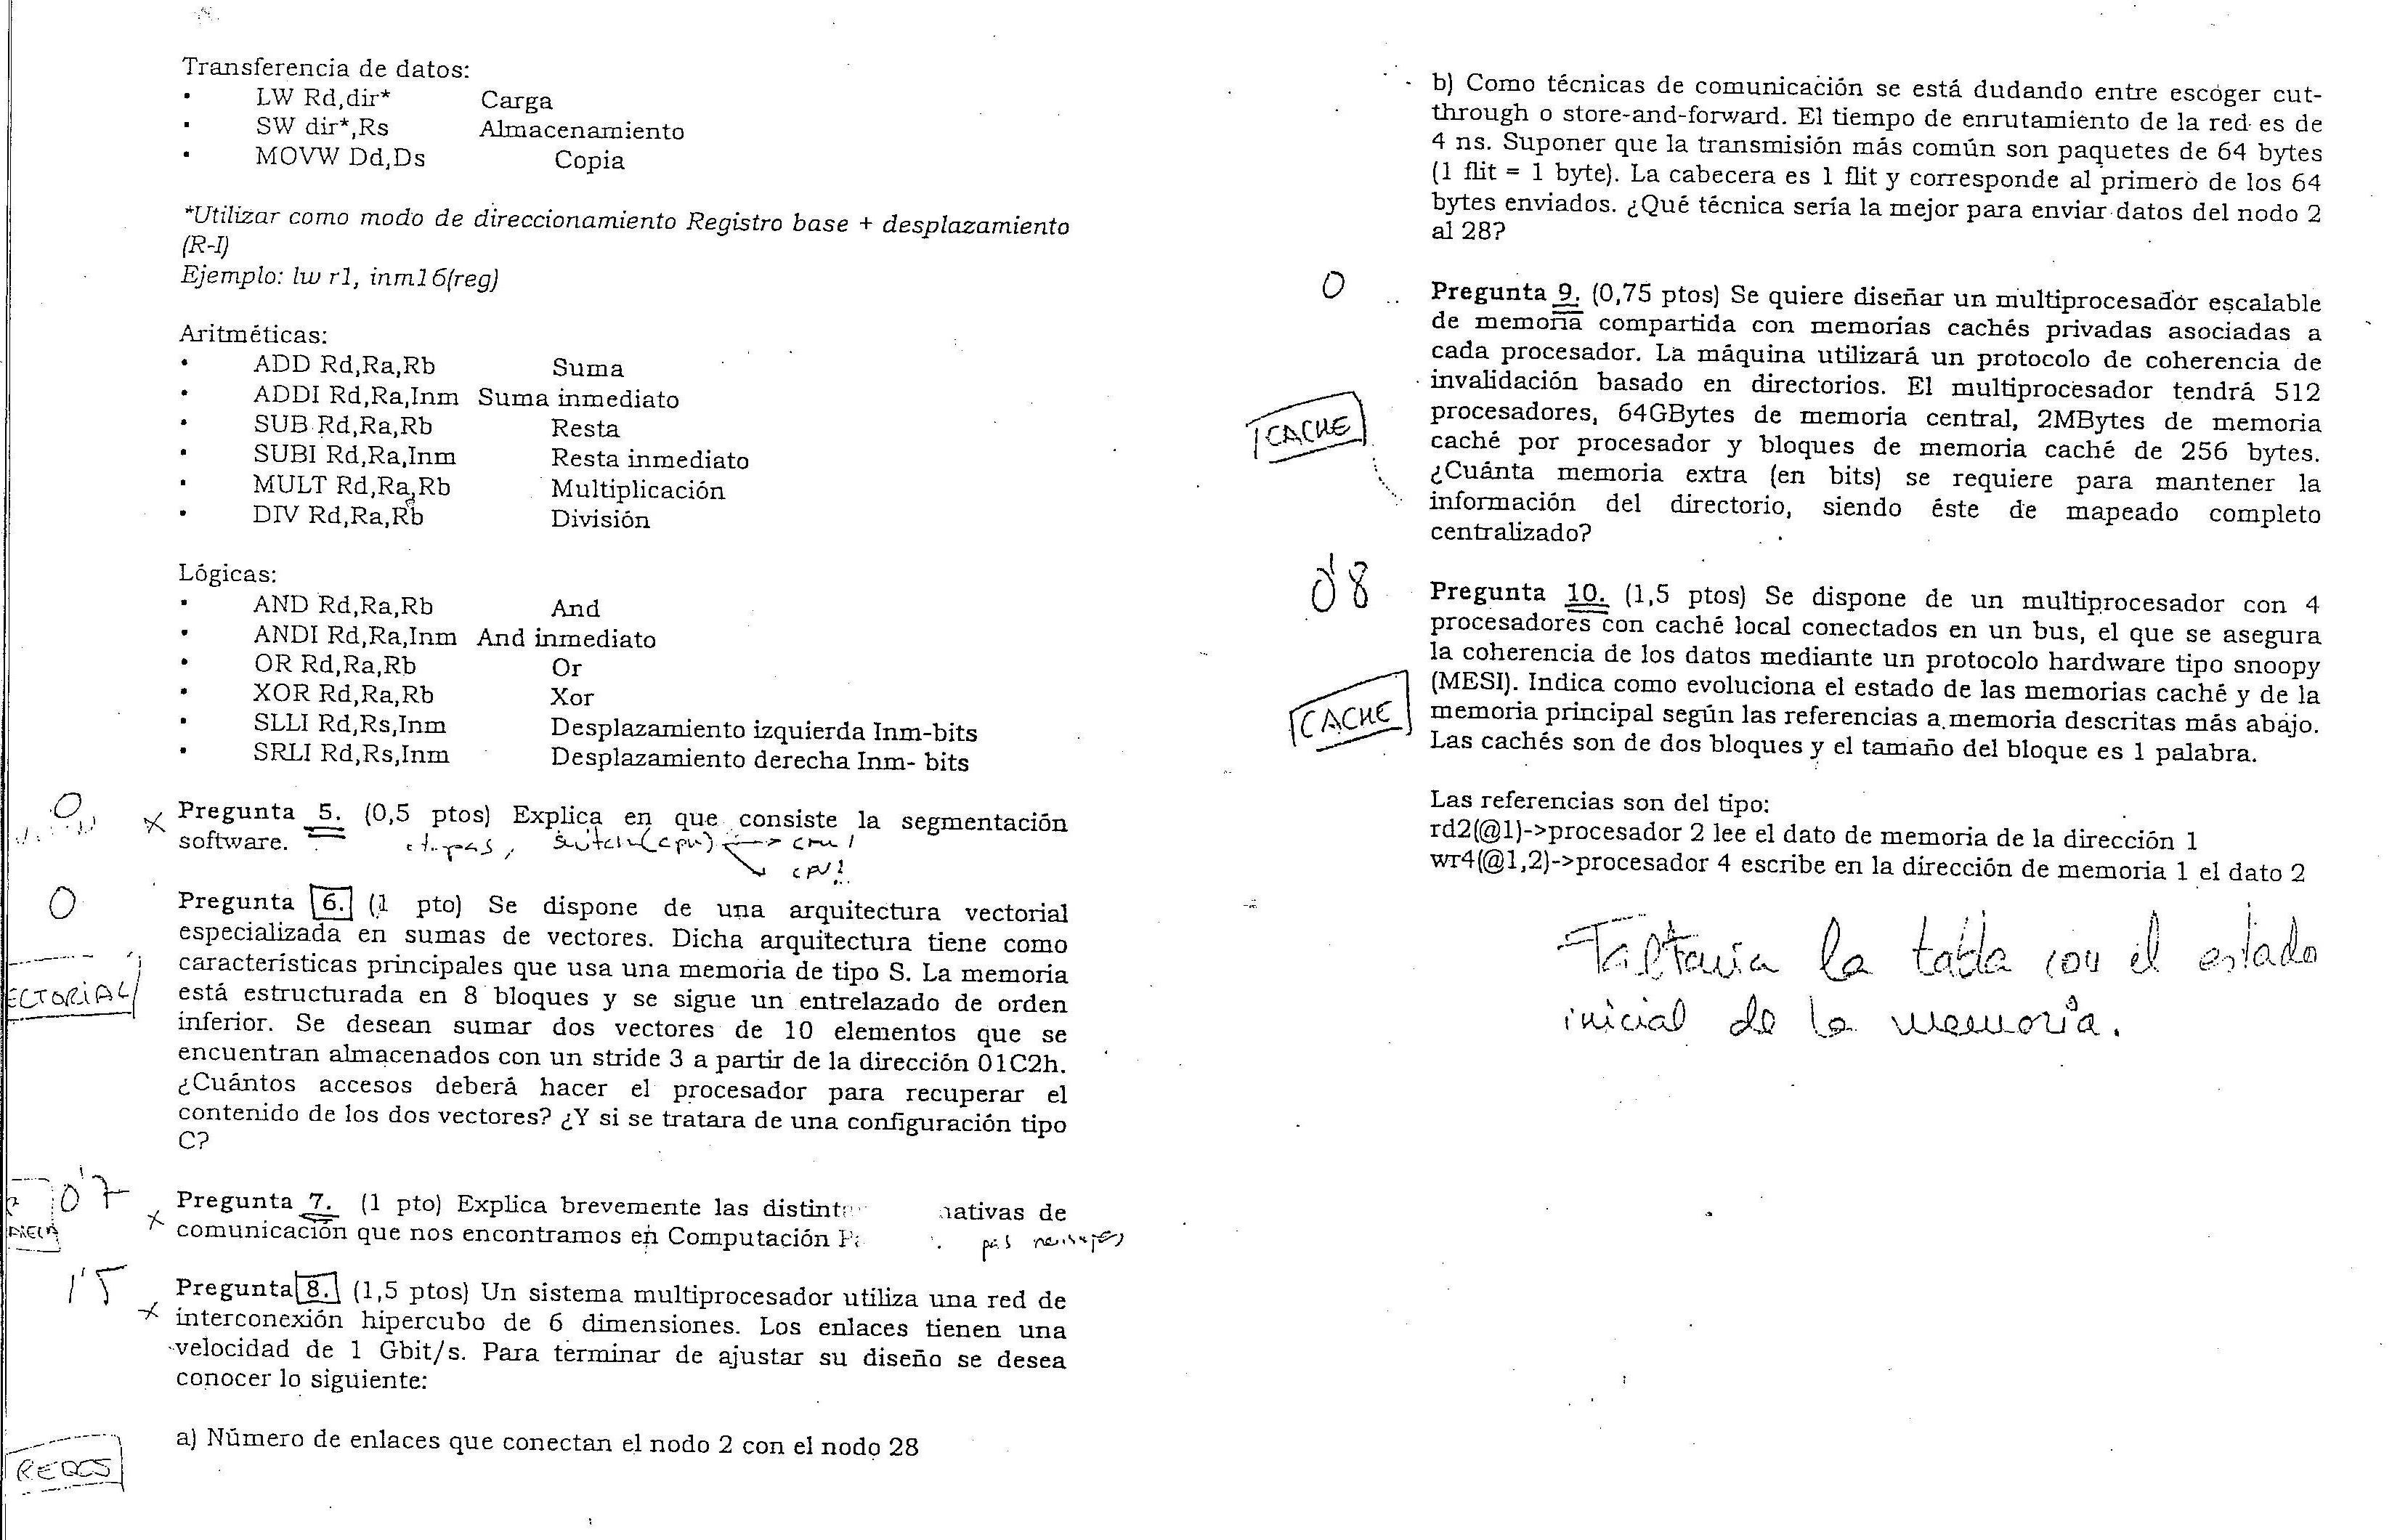 Transferencia de datos:
• LW Rd,dir* Carga
• SW dir*,Rs Almacenamiento
• MOVW Dd,Ds Copia
*Utilizar como modo de direccionamiento Registro base + desplazamiento
(R-I)
Ejemplo: lw r1, inm16(reg)
Aritméticas:
• ADD Rd,Ra,Rb Suma
• ADDI Rd,Ra,Inm Suma inmediato
• SUB Rd,Ra,Rb Resta
• SUBI Rd,Ra,Inm Resta inmediato
• MULT Rd,Ra,Rb Multiplicación
• DIV Rd,Ra,Rb División
Lógicas:
• AND Rd,Ra,Rb And
• ANDI Rd,Ra,Inm And inmediato
• OR Rd,Ra,Rb Or
• XOR Rd,Ra,Rb Xor
• SLLI Rd,Rs,Inm Desplazamiento izquierda Inm-bits
• SRLI Rd,Rs,Inm Desplazamiento derecha Inm- bits
0
x Pregunta 5. (0,5 ptos) Explica en que consiste la segmentación
software. etapas, switch(cpu) → cpu 1
cpu 2
0
Pregunta 6. (1 pto) Se dispone de una arquitectura vectorial
especializada en sumas de vectores. Dicha arquitectura tiene como
características principales que usa una memoria de tipo S. La memoria
ECTORIAL
está estructurada en 8 bloques y se sigue un entrelazado de orden
inferior. Se desean sumar dos vectores de 10 elementos que se
encuentran almacenados con un stride 3 a partir de la dirección 01C2h.
¿Cuántos accesos deberá hacer el procesador para recuperar el
contenido de los dos vectores? ¿Y si se tratara de una configuración tipo
C?
0'7
x Pregunta 7. (1 pto) Explica brevemente las distint nativas de
comunicación que nos encontramos en Computación P
1'5
x Pregunta 8. (1,5 ptos) Un sistema multiprocesador utiliza una red de
interconexión hipercubo de 6 dimensiones. Los enlaces tienen una
velocidad de 1 Gbit/s. Para terminar de ajustar su diseño se desea
conocer lo siguiente:
a) Número de enlaces que conectan el nodo 2 con el nodo 28
REDES
b) Como técnicas de comunicación se está dudando entre escoger cut-
through o store-and-forward. El tiempo de enrutamiento de la red es de
4 ns. Suponer que la transmisión más común son paquetes de 64 bytes
(1 flit = 1 byte). La cabecera es 1 flit y corresponde al primero de los 64
bytes enviados. ¿Qué técnica sería la mejor para enviar datos del nodo 2
al 28?
0
Pregunta 9. (0,75 ptos) Se quiere diseñar un multiprocesador escalable
de memoria compartida con memorias cachés privadas asociadas a
cada procesador. La máquina utilizará un protocolo de coherencia de
invalidación basado en directorios. El multiprocesador tendrá 512
procesadores, 64GBytes de memoria central, 2MBytes de memoria
CACHE
caché por procesador y bloques de memoria caché de 256 bytes.
¿Cuánta memoria extra (en bits) se requiere para mantener la
información del directorio, siendo éste de mapeado completo
centralizado?
0'8
Pregunta 10. (1,5 ptos) Se dispone de un multiprocesador con 4
procesadores con caché local conectados en un bus, el que se asegura
la coherencia de los datos mediante un protocolo hardware tipo snoopy
(MESI). Indica como evoluciona el estado de las memorias caché y de la
CACHE
memoria principal según las referencias a memoria descritas más abajo.
Las cachés son de dos bloques y el tamaño del bloque es 1 palabra.
Las referencias son del tipo:
rd2(@1)->procesador 2 lee el dato de memoria de la dirección 1
wr4(@1,2)->procesador 4 escribe en la dirección de memoria 1 el dato 2
Faltaria la tabla con el estado
inicial de la memoria.